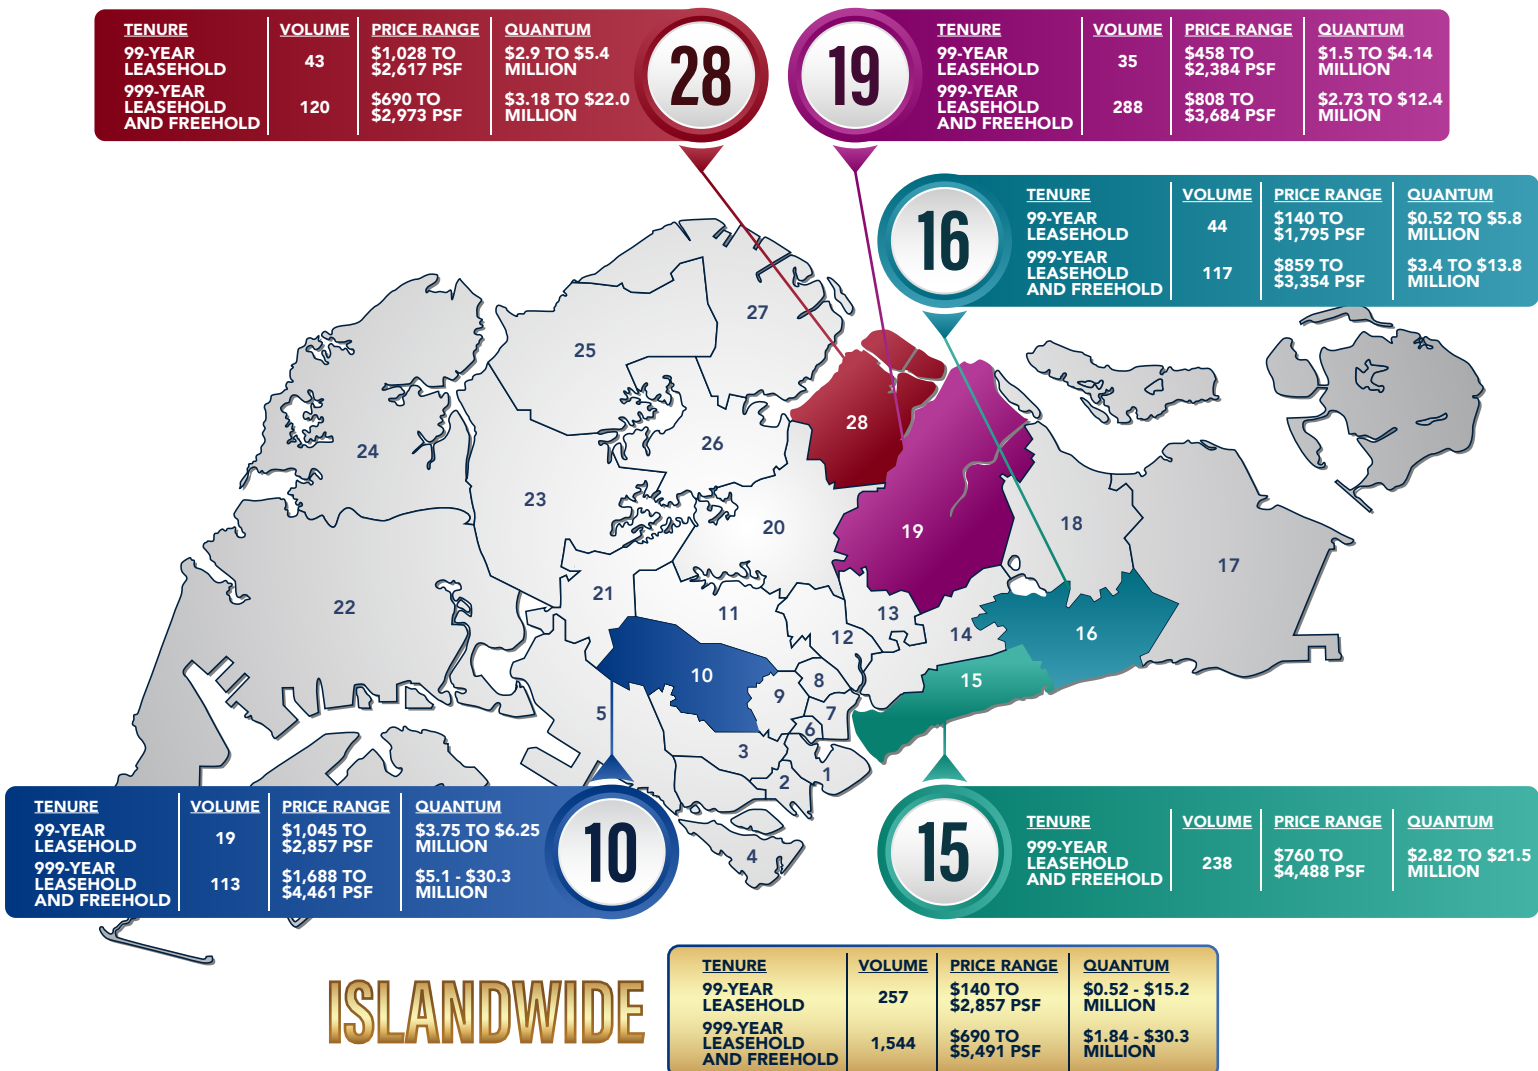 TENURE VOLUME PRICE RANGE QUANTUM
99-YEAR
LEASEHOLD
43
$1,028 TO
$2,617 PSF
$2.9 TO $5.4
MILLION
999-YEAR
LEASEHOLD
AND FREEHOLD
120
$690 TO
$2,973 PSF
$3.18 TO $22.0
MILLION
28
19
TENURE VOLUME PRICE RANGE QUANTUM
99-YEAR
LEASEHOLD
35
$458 TO
$2,384 PSF
$1.5 TO $4.14
MILLION
999-YEAR
LEASEHOLD
AND FREEHOLD
288
$808 TO
$3,684 PSF
$2.73 TO $12.4
MILION
16
TENURE VOLUME PRICE RANGE QUANTUM
99-YEAR
LEASEHOLD
44
$140 TO
$1,795 PSF
$0.52 TO $5.8
MILLION
999-YEAR
LEASEHOLD
AND FREEHOLD
117
$859 TO
$3,354 PSF
$3.4 TO $13.8
MILLION
27
25
28
26
24
23
20
19
18
17
21
22
11
13
12
14
16
10
8
15
9
7
5
6
3
1
2
4
TENURE VOLUME PRICE RANGE QUANTUM
99-YEAR
LEASEHOLD
19
$1,045 TO
$2,857 PSF
$3.75 TO $6.25
MILLION
999-YEAR
LEASEHOLD
AND FREEHOLD
113
$1,688 TO
$4,461 PSF
$5.1 - $30.3
MILLION
10
15
TENURE VOLUME PRICE RANGE QUANTUM
999-YEAR
LEASEHOLD
AND FREEHOLD
238
$760 TO
$4,488 PSF
$2.82 TO $21.5
MILLION
ISLANDWIDE
TENURE VOLUME PRICE RANGE QUANTUM
99-YEAR
LEASEHOLD
257
$140 TO
$2,857 PSF
$0.52 - $15.2
MILLION
999-YEAR
LEASEHOLD
AND FREEHOLD
1,544
$690 TO
$5,491 PSF
$1.84 - $30.3
MILLION